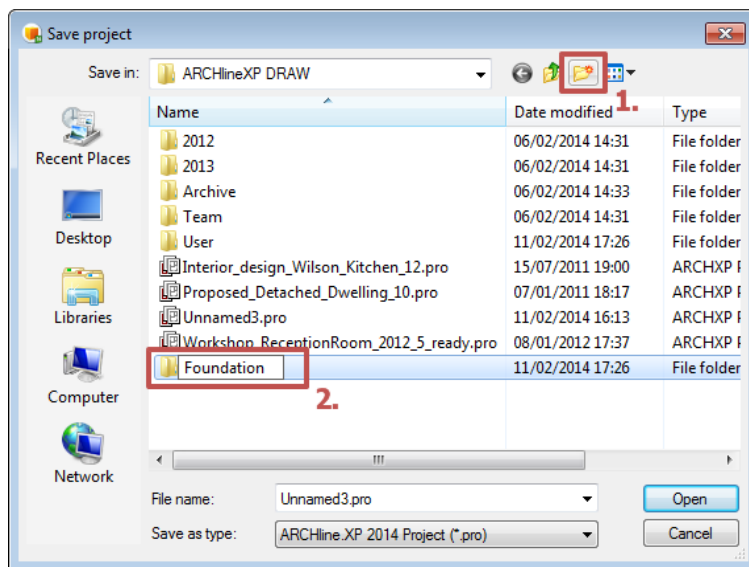 Save project
Save in: ARCHlineXP DRAW
1.
Name Date modified Type
2012 06/02/2014 14:31 File folder
2013 06/02/2014 14:31 File folder
Archive 06/02/2014 14:33 File folder
Team 06/02/2014 14:31 File folder
User 11/02/2014 17:26 File folder
Interior_design_Wilson_Kitchen_12.pro 15/07/2011 19:00 ARCHXP
Proposed_Detached_Dwelling_10.pro 07/01/2011 18:17 ARCHXP
Unnamed3.pro 11/02/2014 16:13 ARCHXP
Workshop_ReceptionRoom_2012_5_ready.pro 08/01/2012 17:37 ARCHXP
Foundation 11/02/2014 17:26 File folder
2.
Recent Places
Desktop
Libraries
Computer
Network
File name: Unnamed3.pro Open
Save as type: ARCHline.XP 2014 Project (*.pro) Cancel